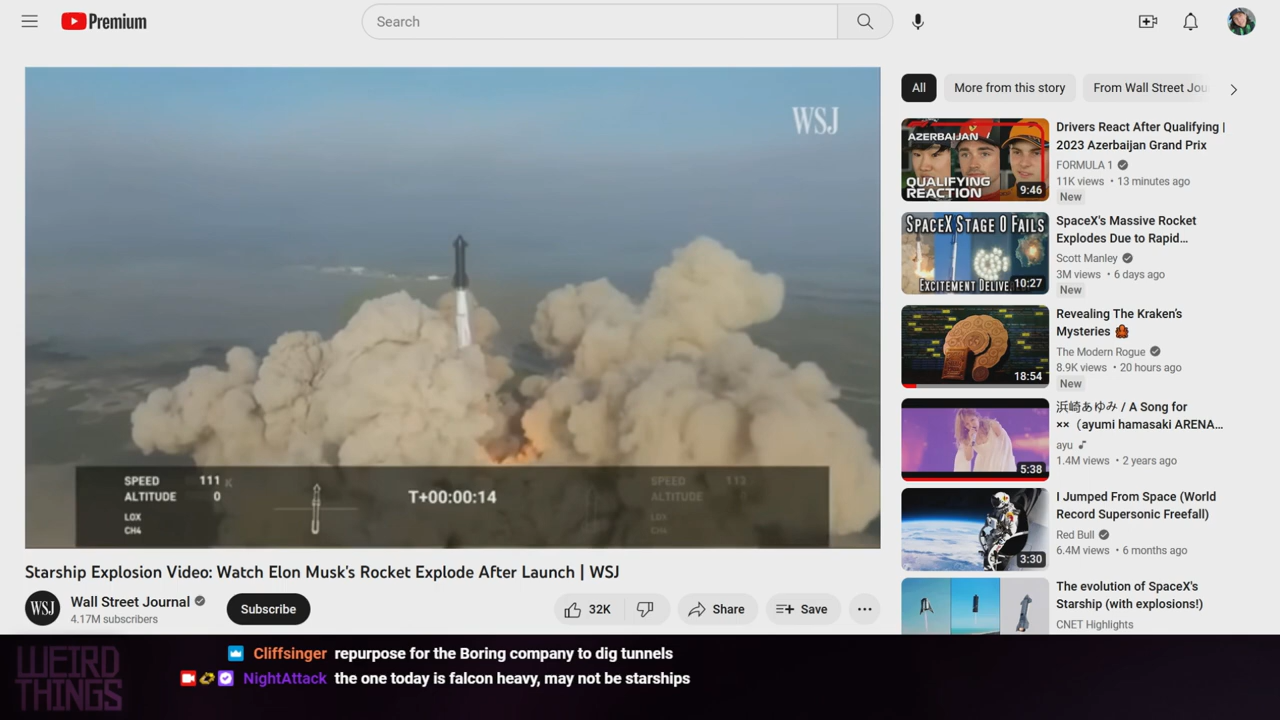 Premium
Search
WSJ
SPEED 111 K
ALTITUDE 0
LOX
CH4
T+00:00:14
SPEED 113
ALTITUDE 0
LOX
CH4
Starship Explosion Video: Watch Elon Musk's Rocket Explode After Launch | WSJ
WSJ
Wall Street Journal
4.17M subscribers
Subscribe
32K
Share
Save
All
More from this story
From Wall Street Jou
AZERBAIJAN
QUALIFYING
REACTION
9:46
Drivers React After Qualifying |
2023 Azerbaijan Grand Prix
FORMULA 1
11K views • 13 minutes ago
New
SPACEX STAGE 0 FAILS
EXCITEMENT DELIVE
10:27
SpaceX's Massive Rocket
Explodes Due to Rapid...
Scott Manley
3M views • 6 days ago
New
18:54
Revealing The Kraken's
Mysteries
The Modern Rogue
8.9K views • 20 hours ago
New
5:38
浜崎あゆみ / A Song for
×× （ayumi hamasaki ARENA...
ayu
1.4M views • 2 years ago
3:30
I Jumped From Space (World
Record Supersonic Freefall)
Red Bull
6.4M views • 6 months ago
The evolution of SpaceX's
Starship (with explosions!)
CNET Highlights
WEIRD
THINGS
Cliffsinger repurpose for the Boring company to dig tunnels
NightAttack the one today is falcon heavy, may not be starships